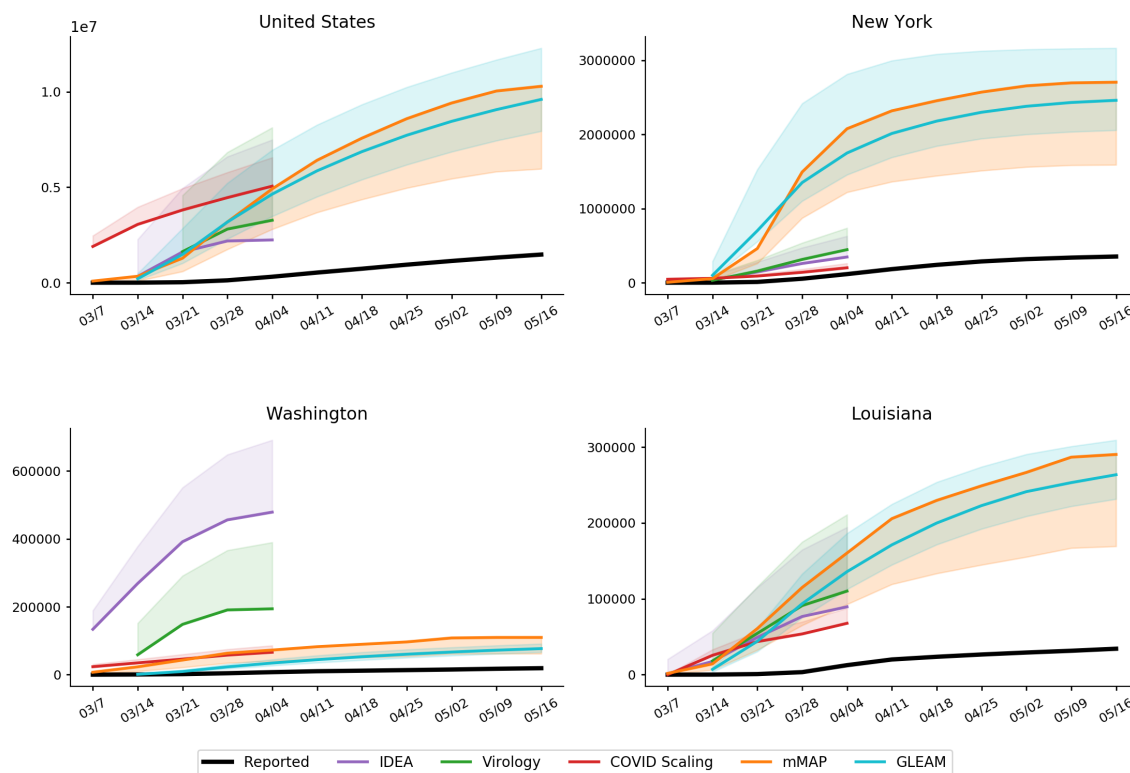 United States
1e7
1.0
0.5
0.0
03/7 03/14 03/21 03/28 04/04 04/11 04/18 04/25 05/02 05/09 05/16
New York
3000000
2000000
1000000
0
03/7 03/14 03/21 03/28 04/04 04/11 04/18 04/25 05/02 05/09 05/16
Washington
600000
400000
200000
0
03/7 03/14 03/21 03/28 04/04 04/11 04/18 04/25 05/02 05/09 05/16
Louisiana
300000
200000
100000
0
03/7 03/14 03/21 03/28 04/04 04/11 04/18 04/25 05/02 05/09 05/16
Reported IDEA Virology COVID Scaling mMAP GLEAM